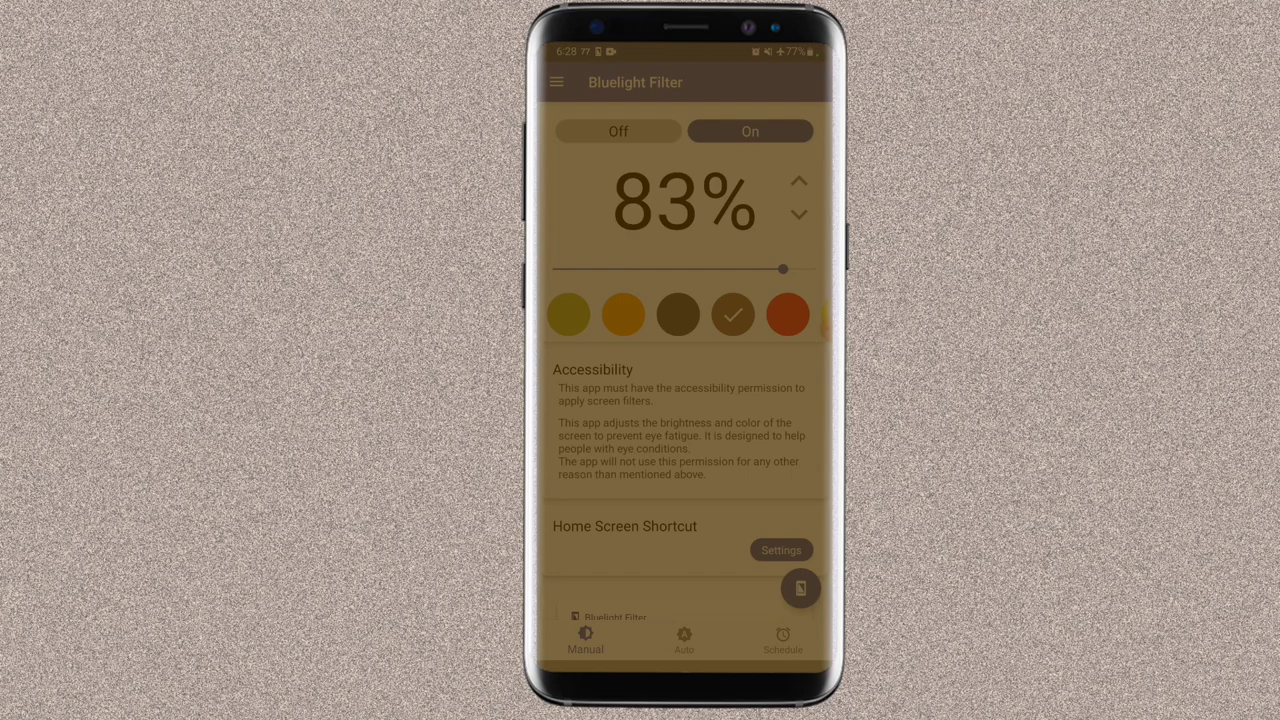 6:28 77 77%
Bluelight Filter
Off On
83%
Accessibility
This app must have the accessibility permission to
apply screen filters.
This app adjusts the brightness and color of the
screen to prevent eye fatigue. It is designed to help
people with eye conditions.
The app will not use this permission for any other
reason than mentioned above.
Home Screen Shortcut
Settings
Bluelight Filter
Manual Auto Schedule